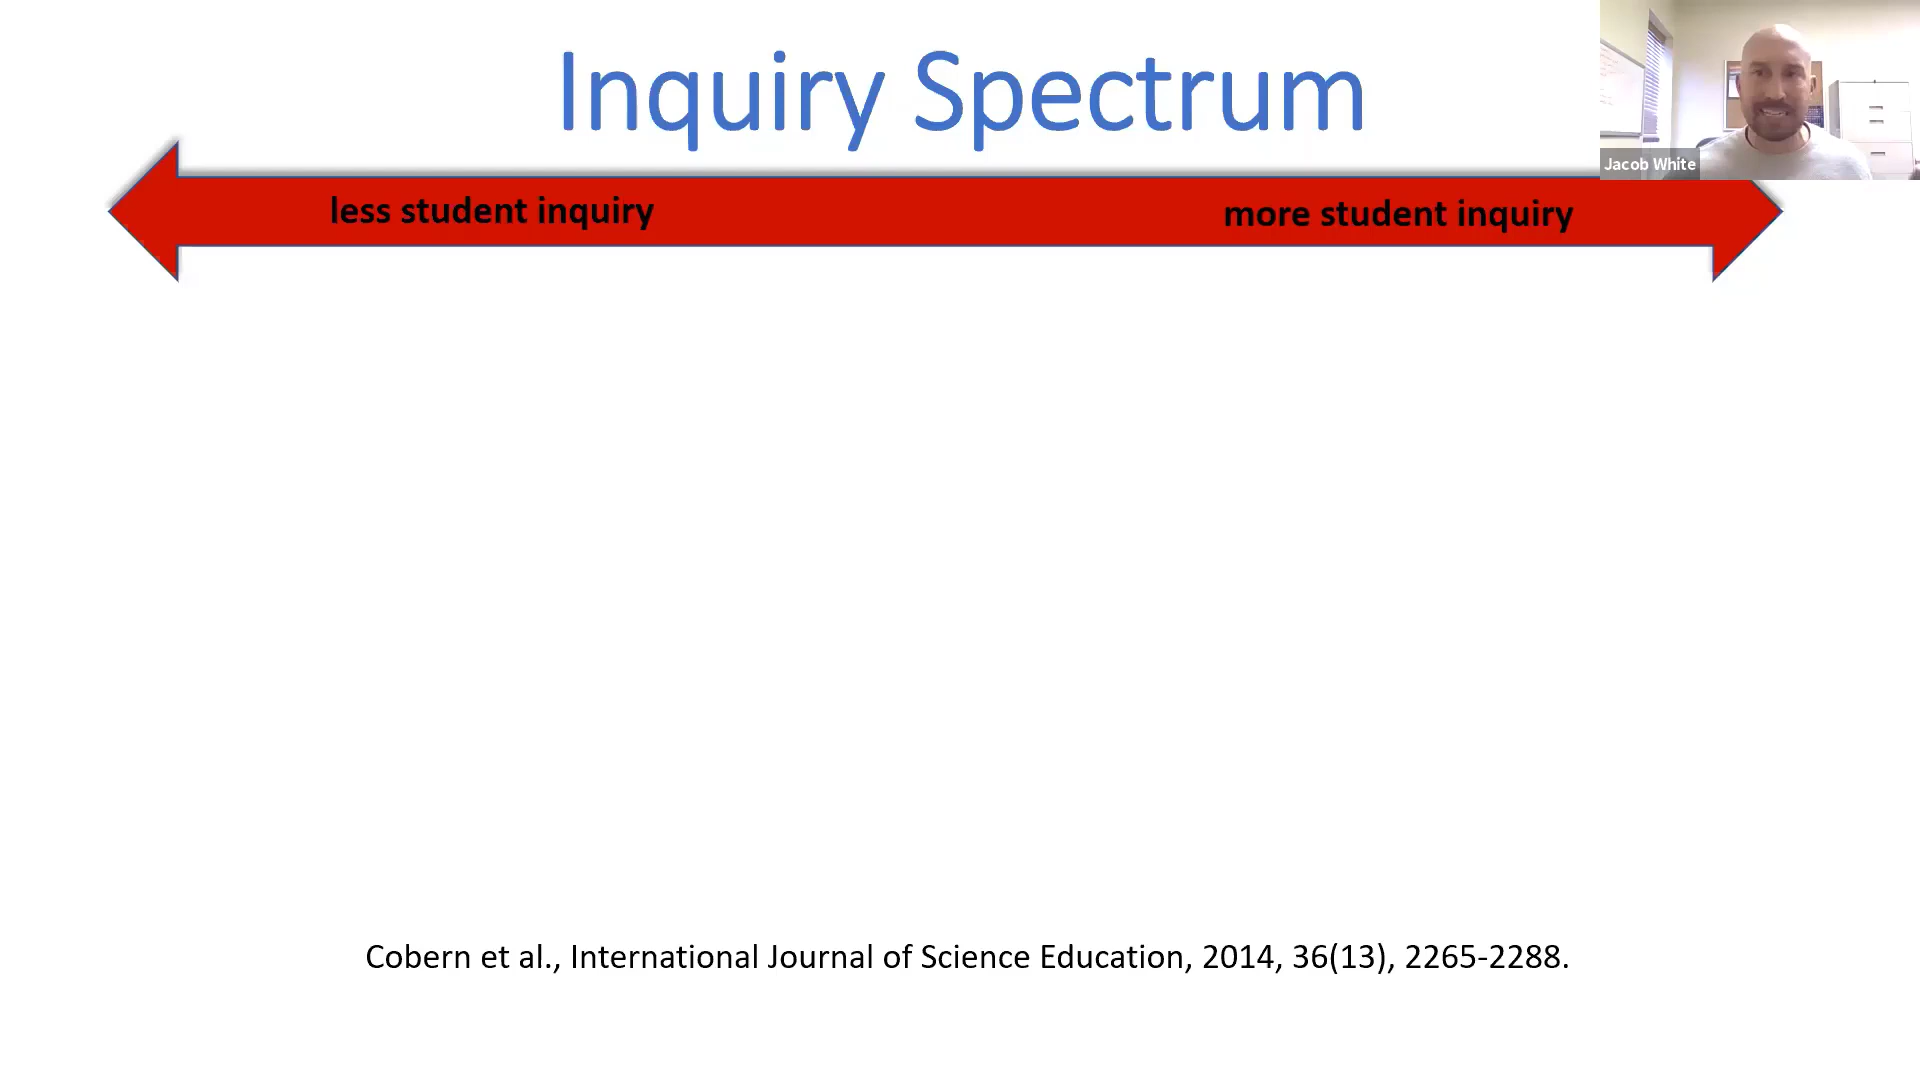 Inquiry Spectrum
Jacob White
less student inquiry
more student inquiry
Cobern et al., International Journal of Science Education, 2014, 36(13), 2265-2288.